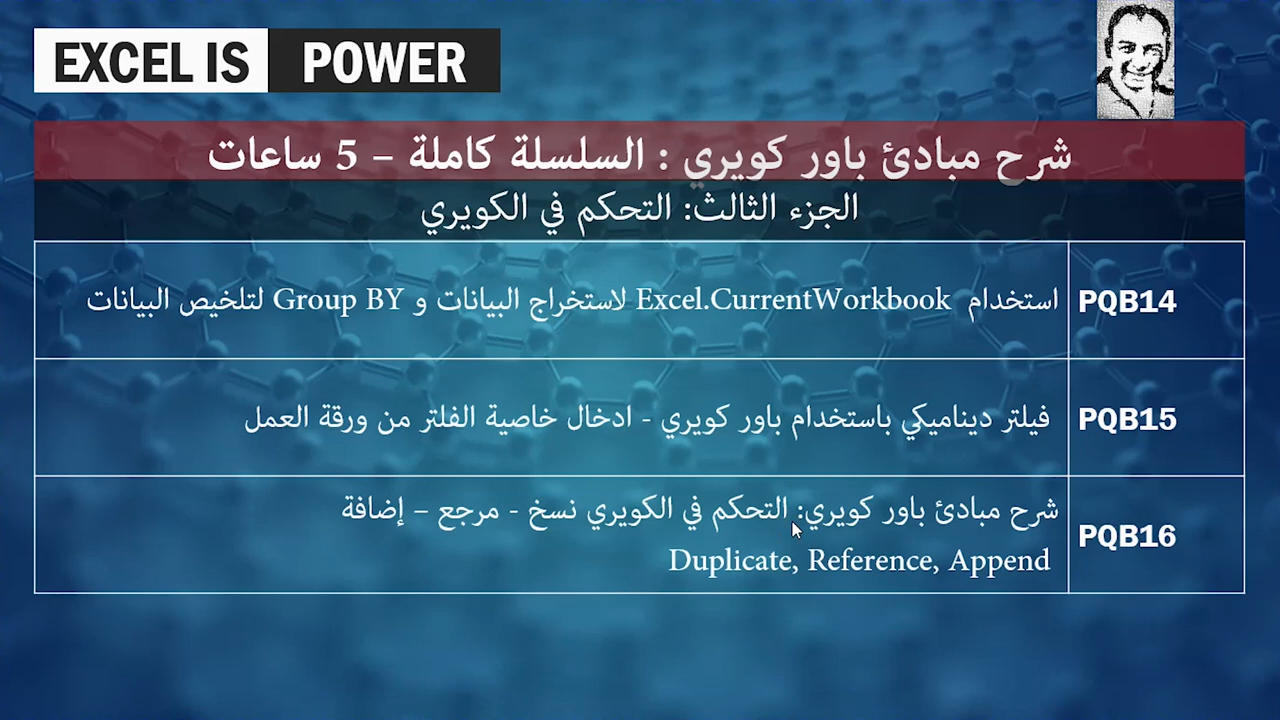 EXCEL IS POWER
شرح مبادئ باور كويري : السلسلة كاملة – 5 ساعات
الجزء الثالث: التحكم في الكويري
PQB14 استخدام Excel.CurrentWorkbook لاستخراج البيانات و Group BY لتلخيص البيانات
PQB15 فيلتر ديناميكي باستخدام باور كويري - ادخال خاصية الفلتر من ورقة العمل
PQB16 شرح مبادئ باور كويري: التحكم في الكويري نسخ - مرجع – إضافة
Duplicate, Reference, Append